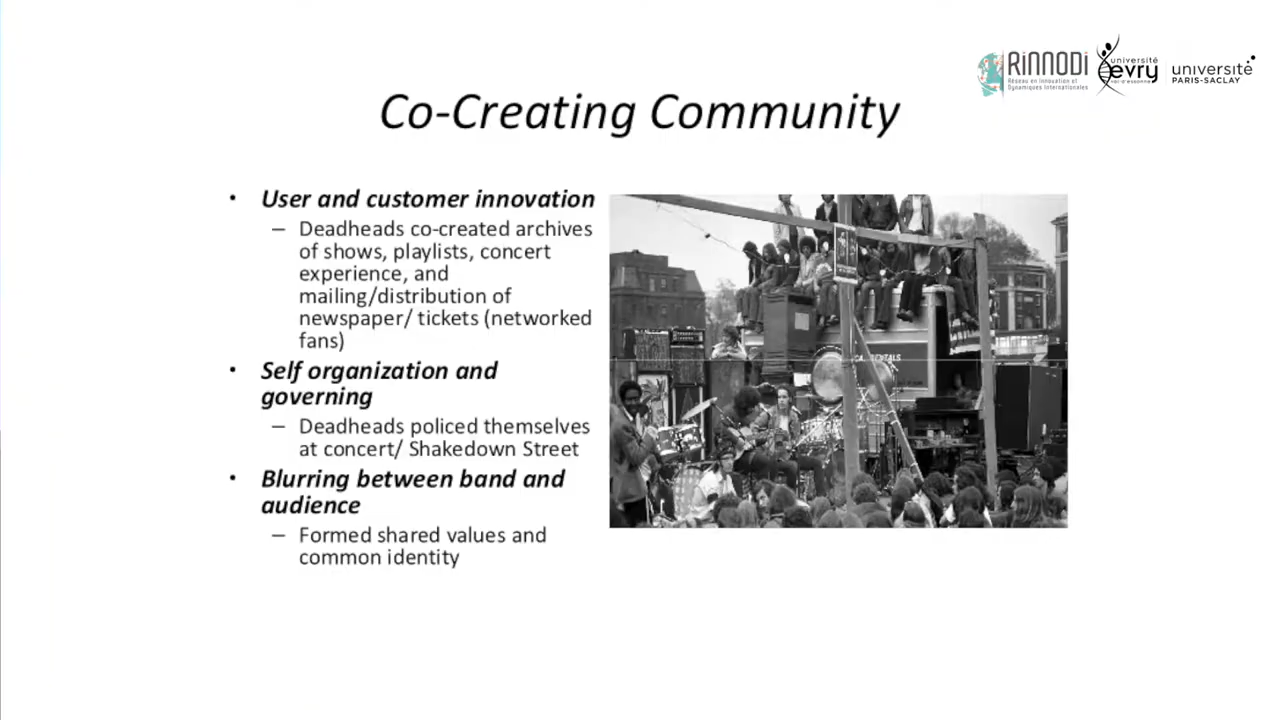 RiNNODi
Réseau en Innovation et
Dynamiques Internationales
université
evry
université
PARIS-SACLAY
Co-Creating Community
• User and customer innovation
– Deadheads co-created archives
of shows, playlists, concert
experience, and
mailing/distribution of
newspaper/ tickets (networked
fans)
• Self organization and
governing
– Deadheads policed themselves
at concert/ Shakedown Street
• Blurring between band and
audience
– Formed shared values and
common identity